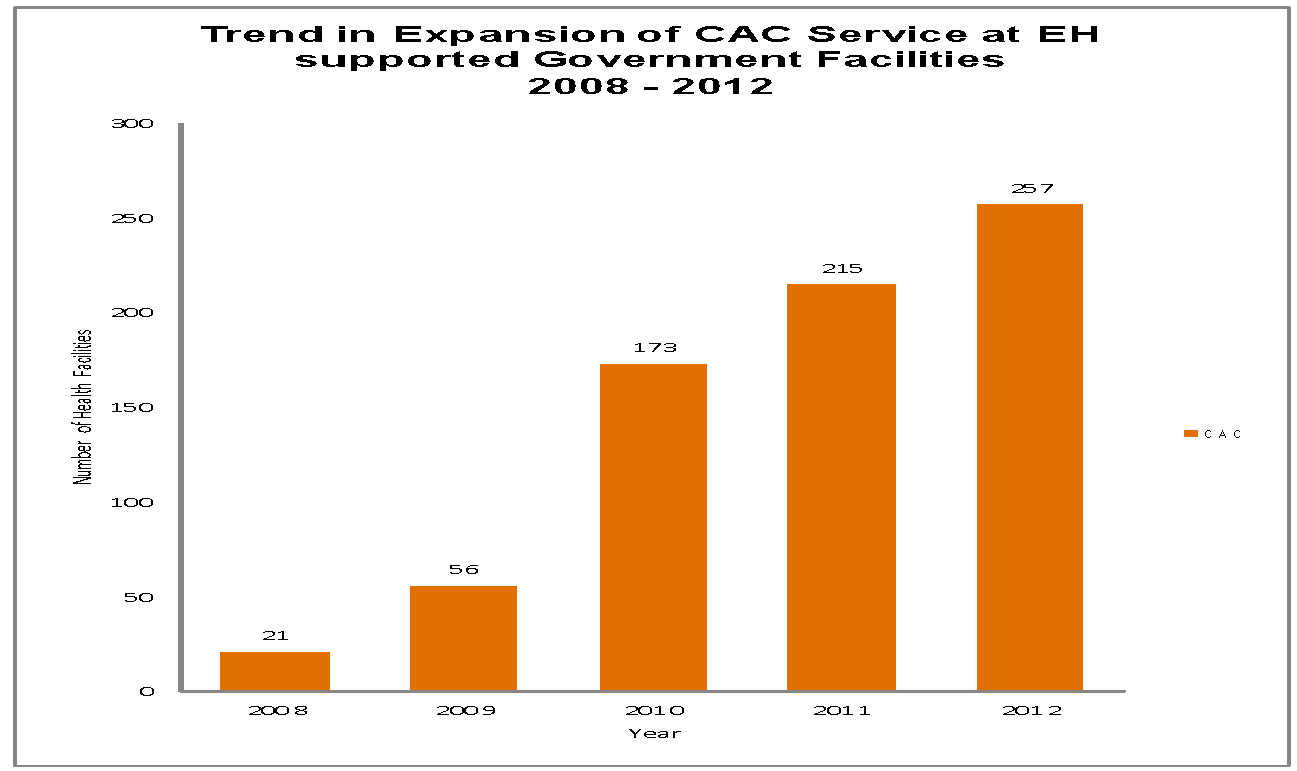 Trend in Expansion of CAC Service at EH
supported Government Facilities
2008 - 2012
300
250
200
150
100
50
0
Number of Health Facilities
21
56
173
215
257
2008
2009
2010
2011
2012
Year
CAC